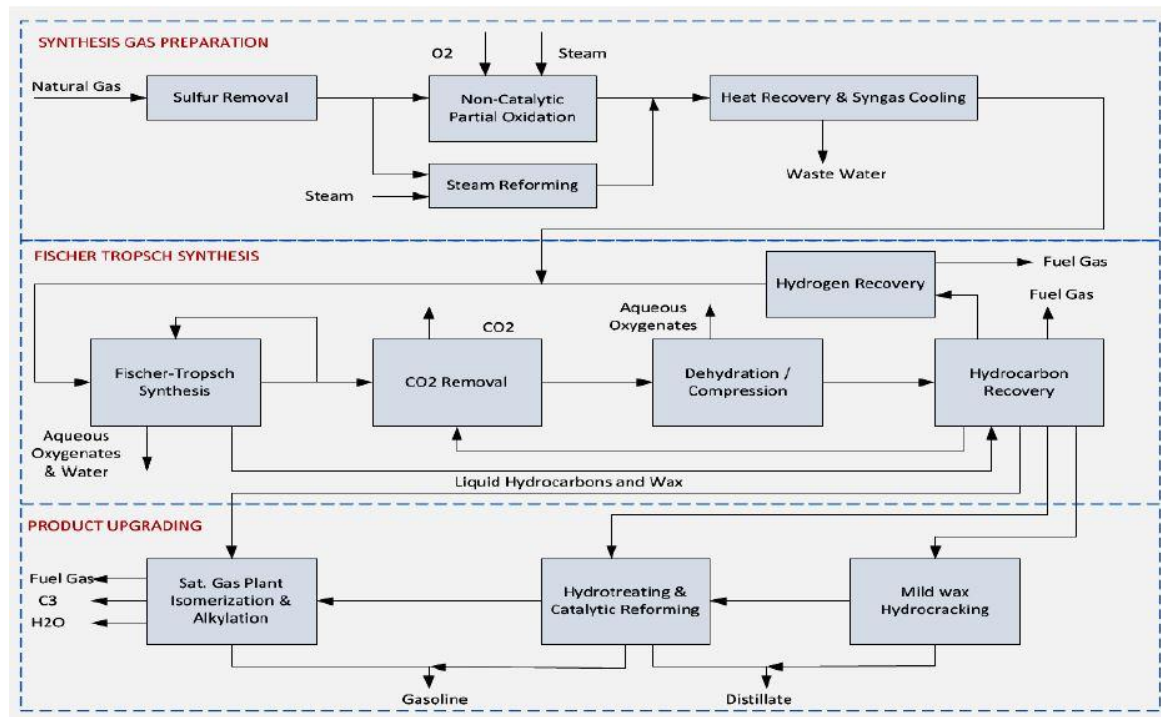 SYNTHESIS GAS PREPARATION
O2
Steam
Natural Gas
Sulfur Removal
Non-Catalytic
Partial Oxidation
Heat Recovery & Syngas Cooling
Steam Reforming
Steam
Waste Water
FISCHER TROPSCH SYNTHESIS
Hydrogen Recovery
Fuel Gas
Fuel Gas
CO2
Aqueous
Oxygenates
Fischer-Tropsch
Synthesis
CO2 Removal
Dehydration /
Compression
Hydrocarbon
Recovery
Aqueous
Oxygenates
& Water
Liquid Hydrocarbons and Wax
PRODUCT UPGRADING
Fuel Gas
C3
H2O
Sat. Gas Plant
Isomerization &
Alkylation
Hydrotreating &
Catalytic Reforming
Mild wax
Hydrocracking
Gasoline
Distillate